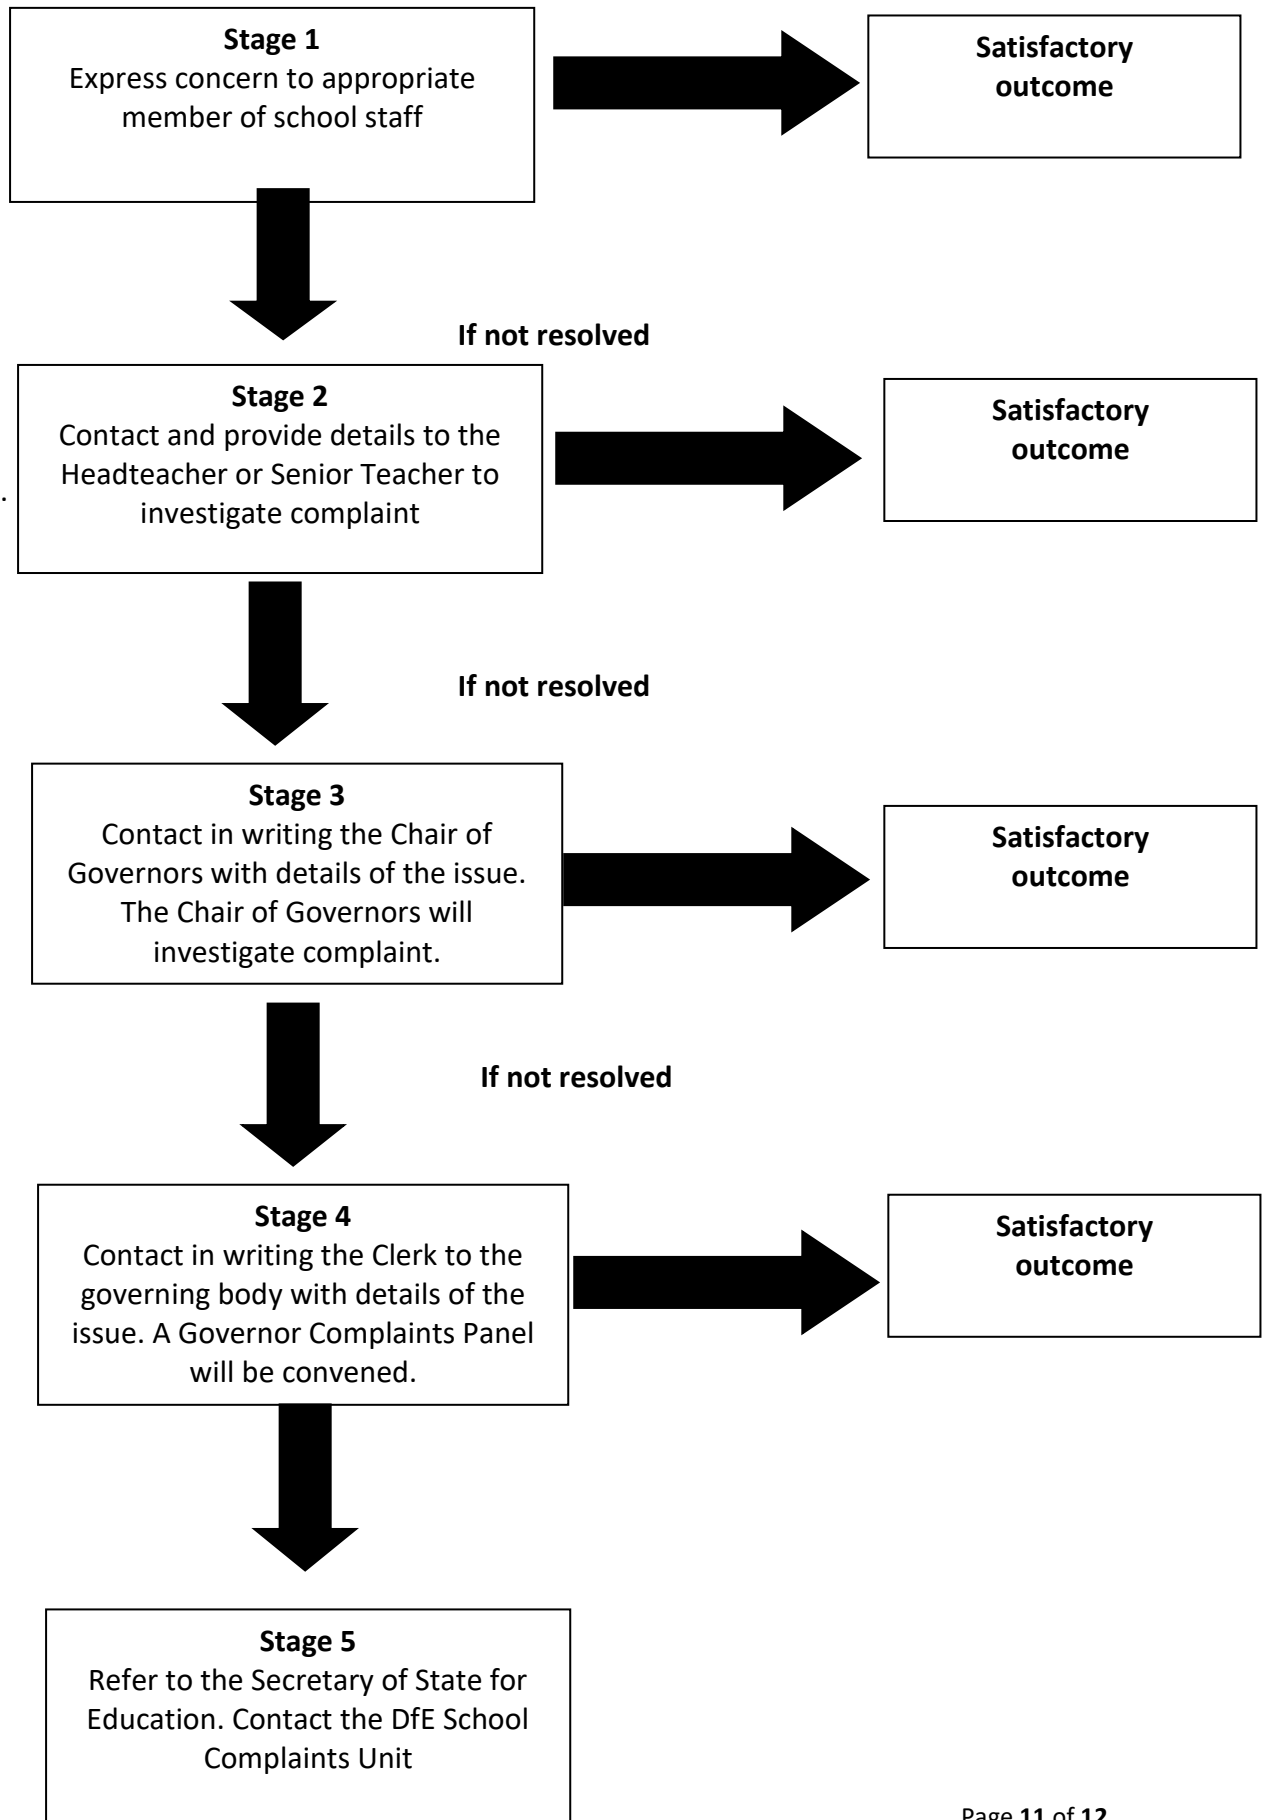 Stage 1
Express concern to appropriate
member of school staff
Satisfactory
outcome
If not resolved
Stage 2
Contact and provide details to the
Headteacher or Senior Teacher to
investigate complaint
Satisfactory
outcome
.
If not resolved
Stage 3
Contact in writing the Chair of
Governors with details of the issue.
The Chair of Governors will
investigate complaint.
Satisfactory
outcome
If not resolved
Stage 4
Contact in writing the Clerk to the
governing body with details of the
issue. A Governor Complaints Panel
will be convened.
Satisfactory
outcome
Stage 5
Refer to the Secretary of State for
Education. Contact the DfE School
Complaints Unit
Page 11 of 12